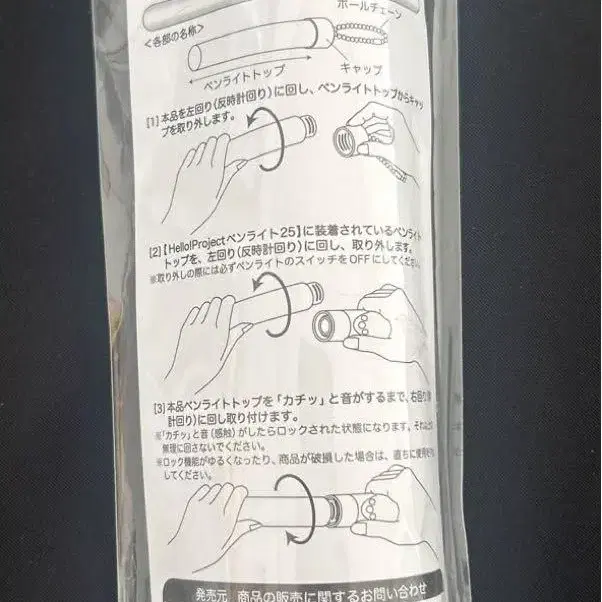 ボールチェーン
<各部の名称>
ペンライトトップ
キャップ
[1]本品を左回り(反時計回り)に回し、ペンライトトップからキャッ
プを取り外します。
[2]【Hello!Projectペンライト25】に装着されているペンライト
トップを、左回り(反時計回り)に回し、取り外します。
※取り外しの際には必ずペンライトのスイッチをOFFにしてください。
[3]本品ペンライトトップを「カチッ」と音がするまで、右回り
計回り)に回し取り付けます。
※「カチッ」と音(感触)がしたらロックされた状態になります。それ以上
無理に回さないでください。
※ロック機能がゆるくなったり、商品が破損した場合は、直ちに使用を
してください。
発売元 商品の販売に関するお問い合わせ